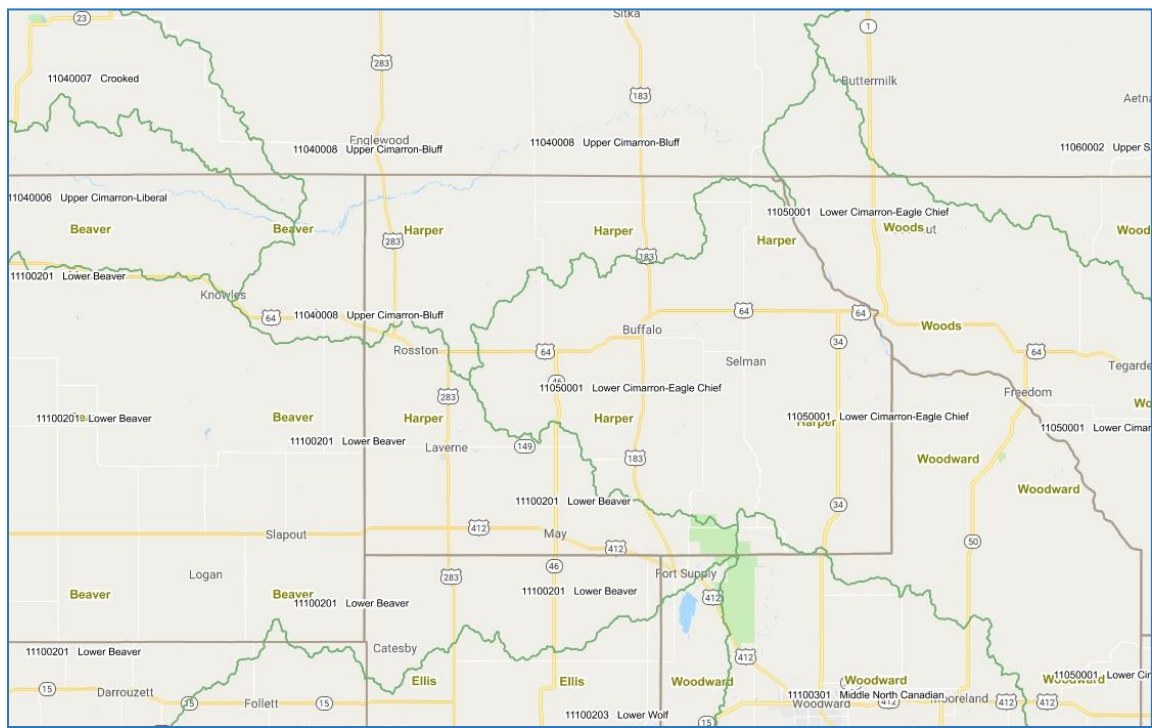 23
Sitka
1
283
11040007 Crooked
Buttermilk
183
Aetna
Englewood
11040008 Upper Cimarron-Bluff
11040008 Upper Cimarron-Bluff
11060002 Upper S
11040006 Upper Cimarron-Liberal
11050001 Lower Cimarron-Eagle Chief
Beaver
Beaver
Harper
Harper
Harper
Woods
ut
Wood
283
183
11100201 Lower Beaver
Knowles
64
11040008 Upper Cimarron-Bluff
64
64
34
Woods
Buffalo
Rosston
64
Selman
64
Tegarde
46
11050001 Lower Cimarron-Eagle Chief
283
Freedom
Wo
11100201 Lower Beaver
Beaver
Harper
Harper
11050001 Lower Cimarron-Eagle Chief
Harper
11050001 Lower Cimar
11100201 Lower Beaver
Laverne
149
183
Woodward
Woodward
11100201 Lower Beaver
34
412
Slapout
May
412
50
46
Logan
283
Fort Supply
11100201 Lower Beaver
412
Beaver
Beaver
11100201 Lower Beaver
Catesby
11100201 Lower Beaver
412
Ellis
Ellis
Woodward
Woodward
11050001 Lower Cim
15
Darrouzett
15
Follett
15
11100301 Middle North Canadian
Woodward
412
Mooreland
412
412
11100203 Lower Wolf
15